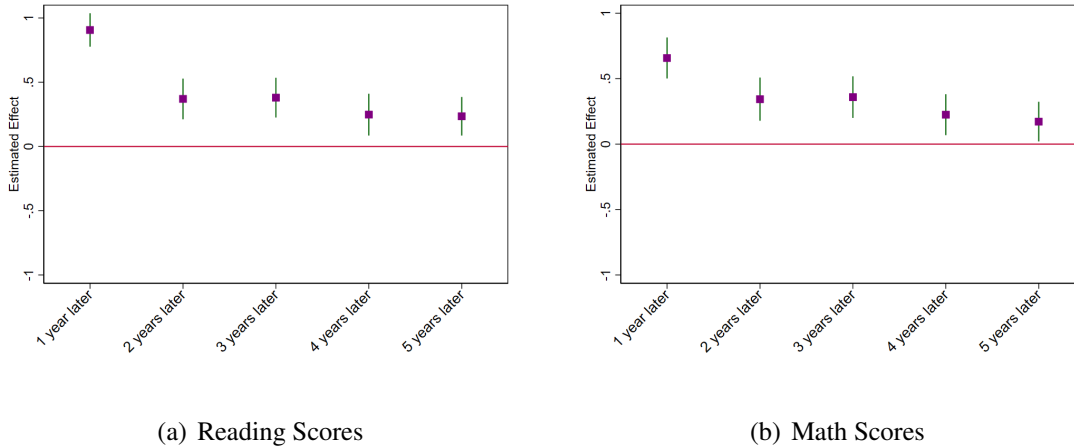 Estimated Effect
1
.5
0
-.5
-1
1 year later
2 years later
3 years later
4 years later
5 years later
(a) Reading Scores
Estimated Effect
1
.5
0
-.5
-1
1 year later
2 years later
3 years later
4 years later
5 years later
(b) Math Scores